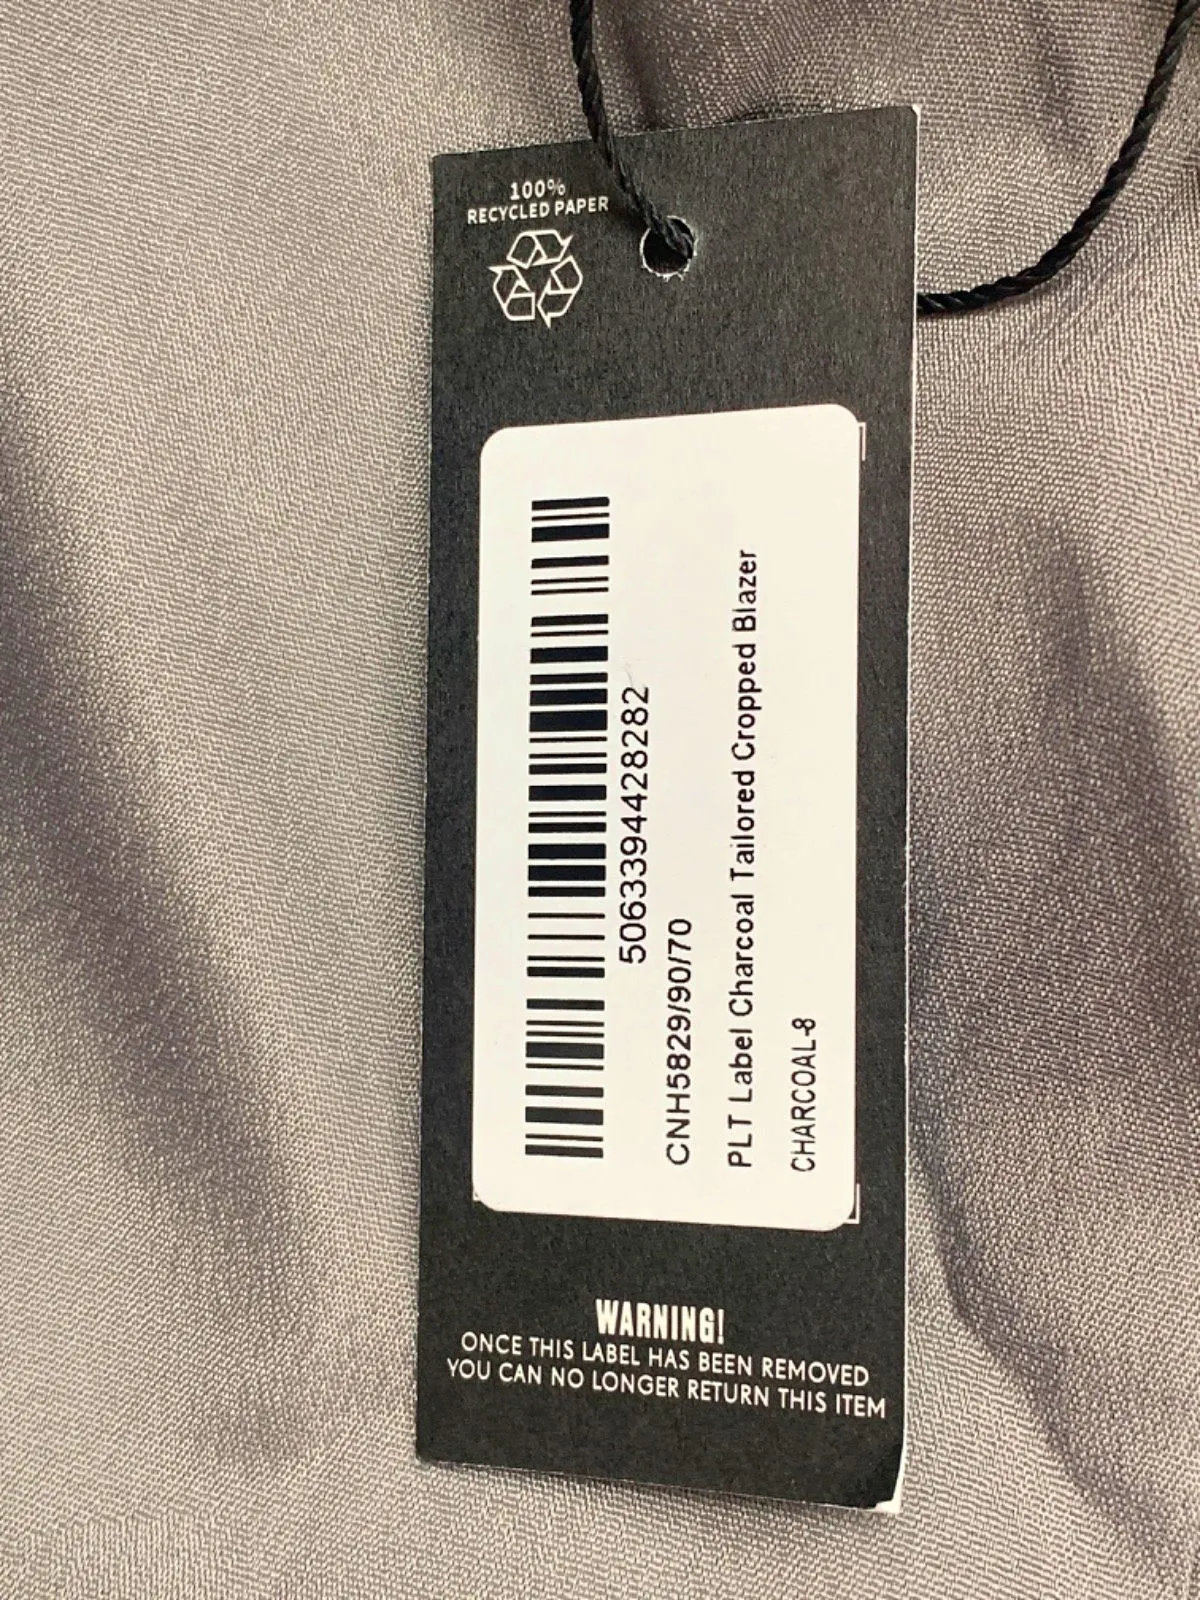 100%
RECYCLED PAPER
5063394428282
CNH5829/90/70
PLT Label Charcoal Tailored Cropped Blazer
CHARCOAL-8
WARNING!
ONCE THIS LABEL HAS BEEN REMOVED
YOU CAN NO LONGER RETURN THIS ITEM